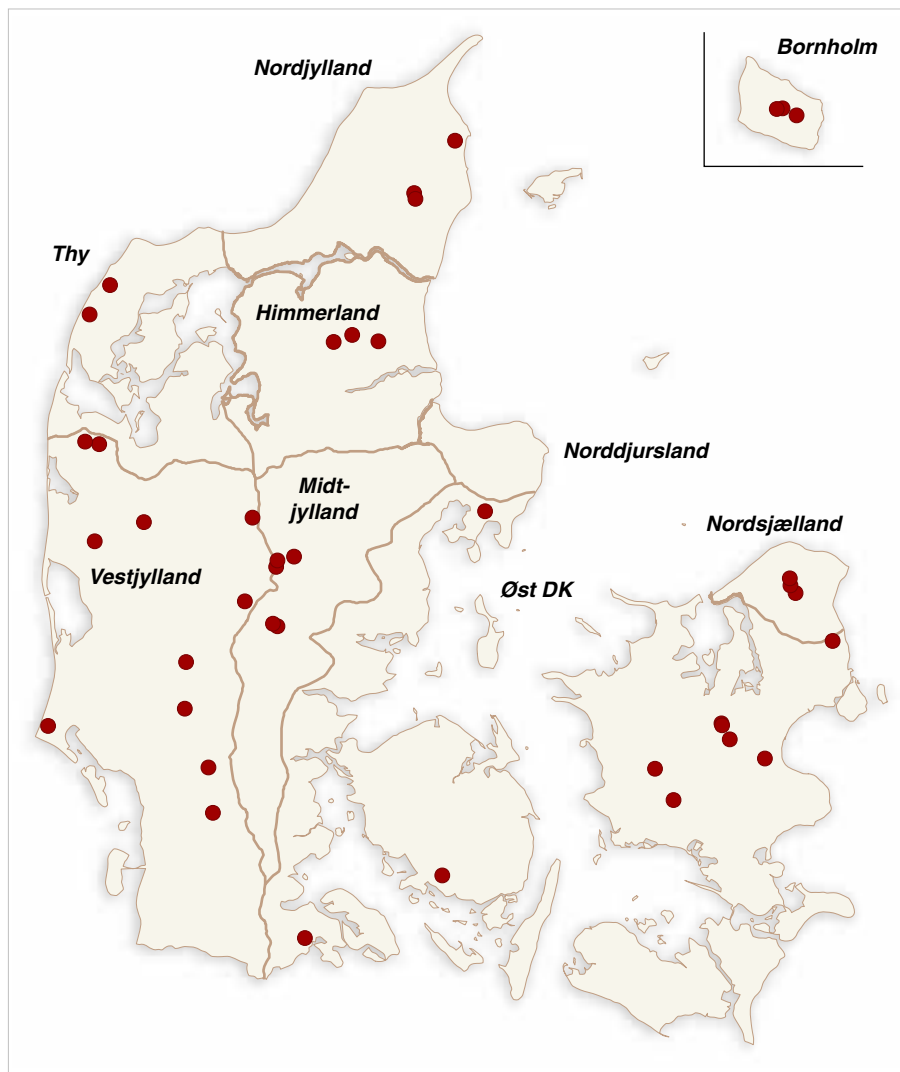 Bornholm
Nordjylland
Thy
Himmerland
Norddjursland
Midt-
jylland
Nordsjælland
Vestjylland
Øst DK